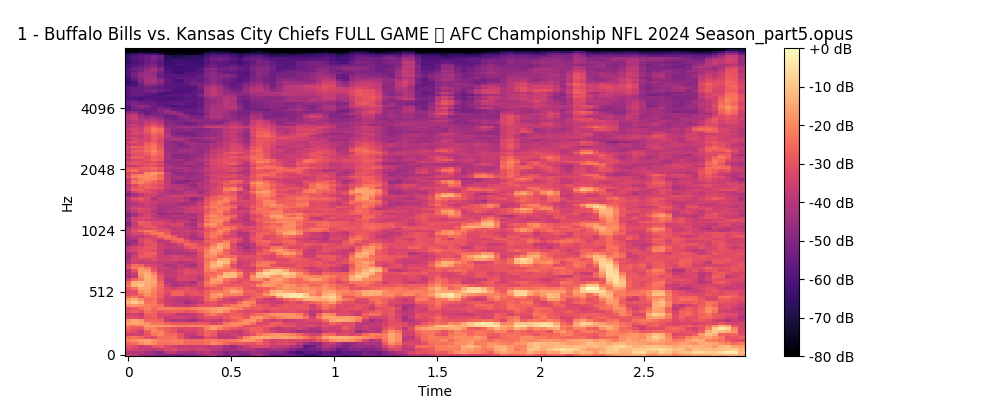 1 - Buffalo Bills vs. Kansas City Chiefs FULL GAME ▯ AFC Championship NFL 2024 Season_part5.opus
+0 dB
-10 dB
-20 dB
-30 dB
-40 dB
-50 dB
-60 dB
-70 dB
-80 dB
4096
2048
1024
512
0
Hz
0
0.5
1
1.5
2
2.5
Time